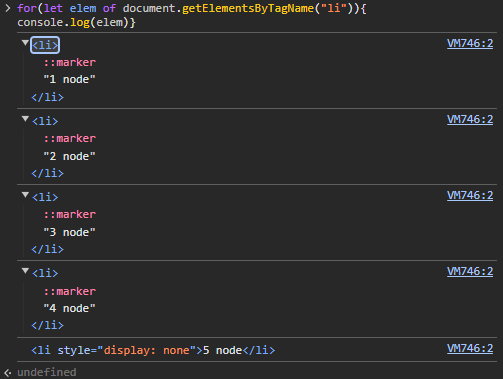 for(let elem of document.getElementsByTagName("li")){
console.log(elem)}
<li> VM746:2
::marker
"1 node"
</li>
<li> VM746:2
::marker
"2 node"
</li>
<li> VM746:2
::marker
"3 node"
</li>
<li> VM746:2
::marker
"4 node"
</li>
<li style="display: none">5 node</li> VM746:2
undefined